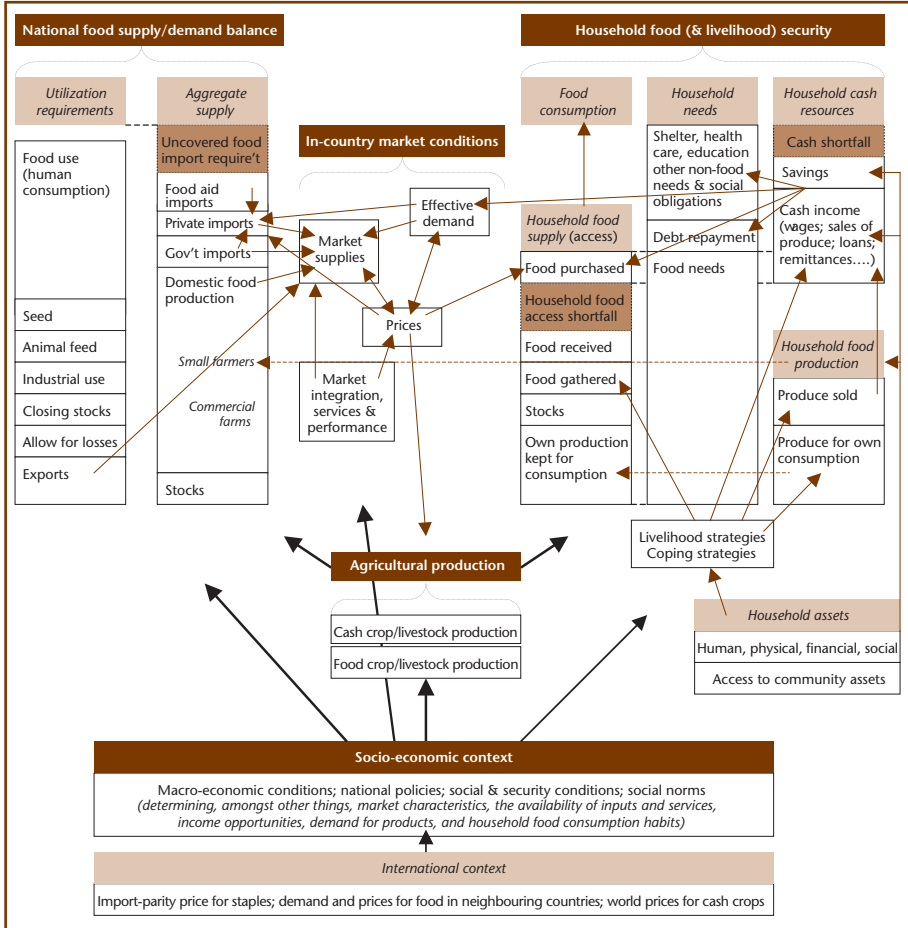 National food supply/demand balance
Utilization
requirements
Food use
(human
consumption)
Seed
Animal feed
Industrial use
Closing stocks
Allow for losses
Exports
Aggregate
supply
Uncovered food
import require't
Food aid
imports
Private imports
Gov't imports
Domestic food
production
Small farmers
Commercial
farms
Stocks
In-country market conditions
Effective
demand
Market
supplies
Prices
Market
integration,
services &
performance
Household food (& livelihood) security
Food
consumption
Household food
supply (access)
Food purchased
Household food
access shortfall
Food received
Food gathered
Stocks
Own production
kept for
consumption
Household
needs
Shelter, health
care, education
other non-food
needs & social
obligations
Debt repayment
Food needs
Household cash
resources
Cash shortfall
Savings
Cash income
(wages; sales of
produce; loans;
remittances....)
Household food
production
Produce sold
Produce for own
consumption
Livelihood strategies
Coping strategies
Household assets
Human, physical, financial, social
Access to community assets
Agricultural production
Cash crop/livestock production
Food crop/livestock production
Socio-economic context
Macro-economic conditions; national policies; social & security conditions; social norms
(determining, amongst other things, market characteristics, the availability of inputs and services,
income opportunities, demand for products, and household food consumption habits)
International context
Import-parity price for staples; demand and prices for food in neighbouring countries; world prices for cash crops